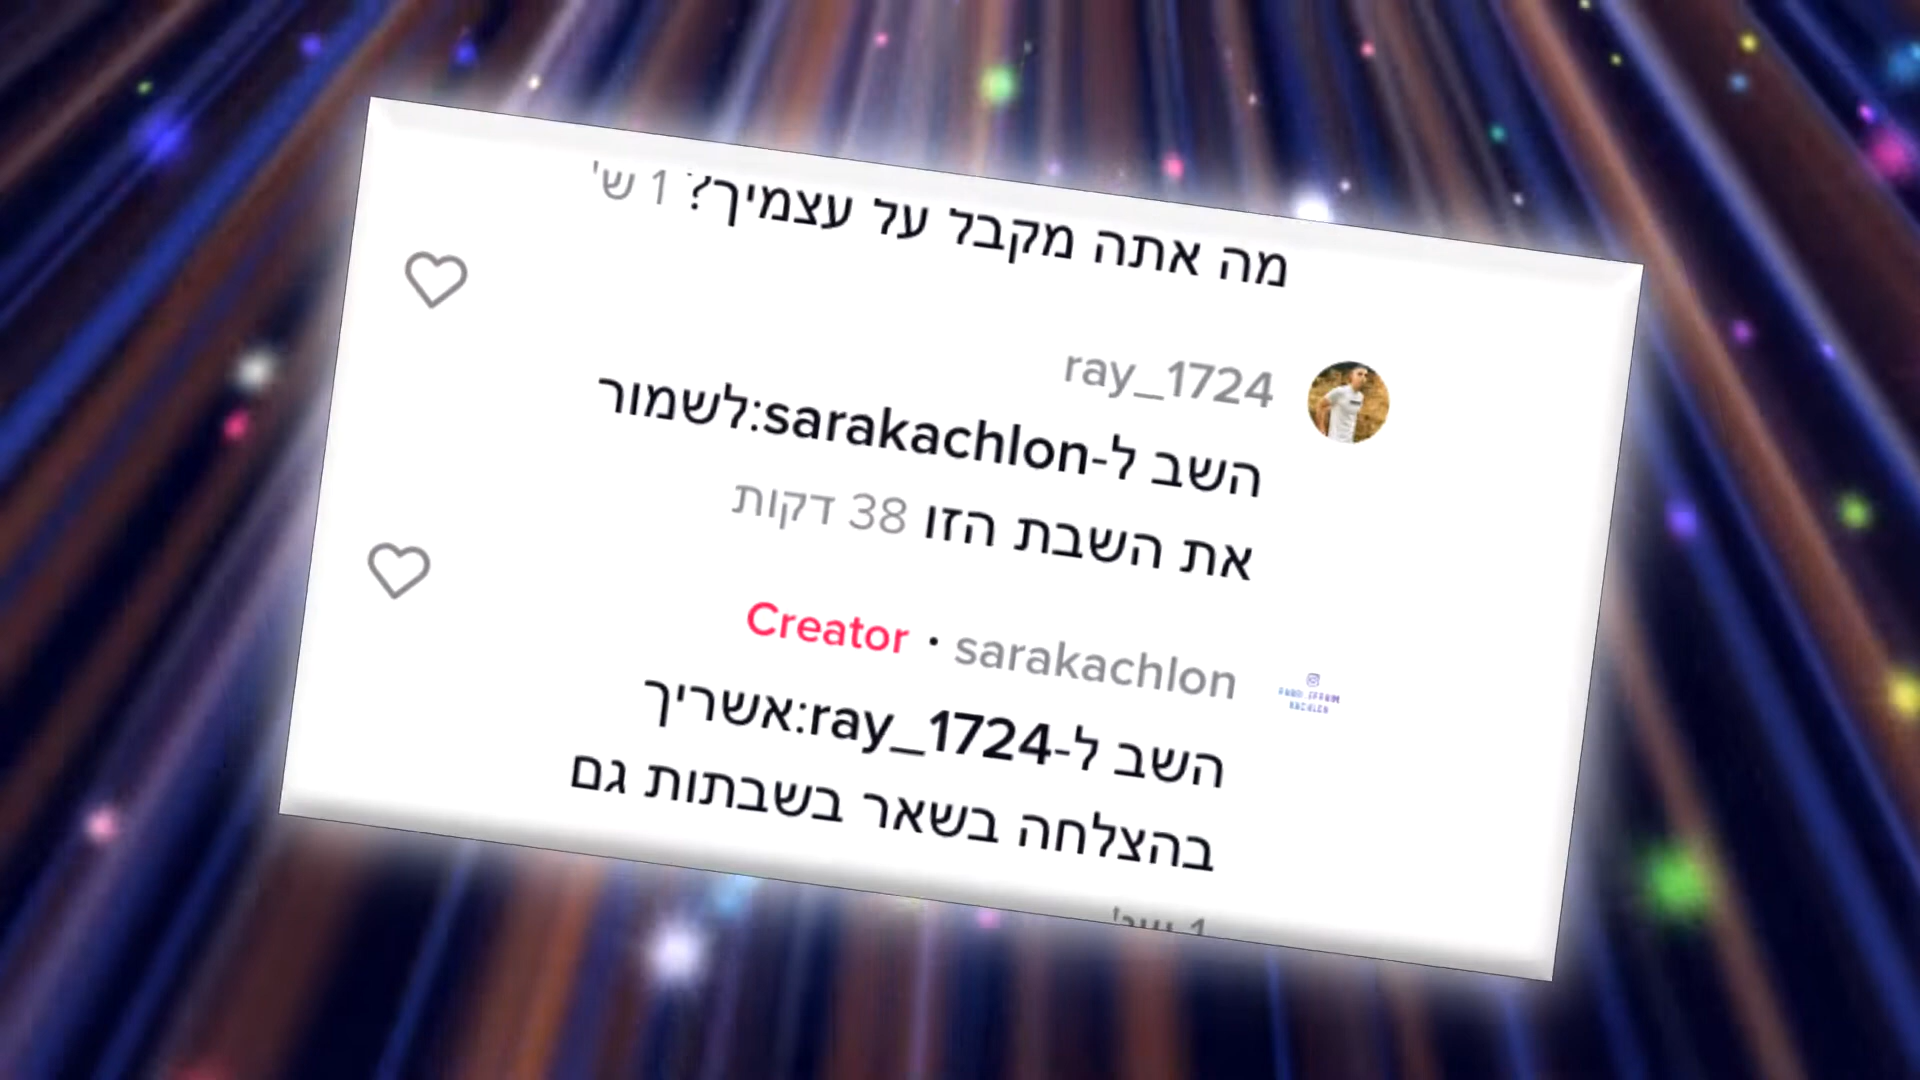 מה אתה מקבל על עצמיך? 1 ש'
ray_1724
השב ל-sarakachlon:לשמור
את השבת הזו 38 דקות
sarakachlon · Creator
השב ל-ray_1724:אשריך
בהצלחה בשאר בשבתות גם